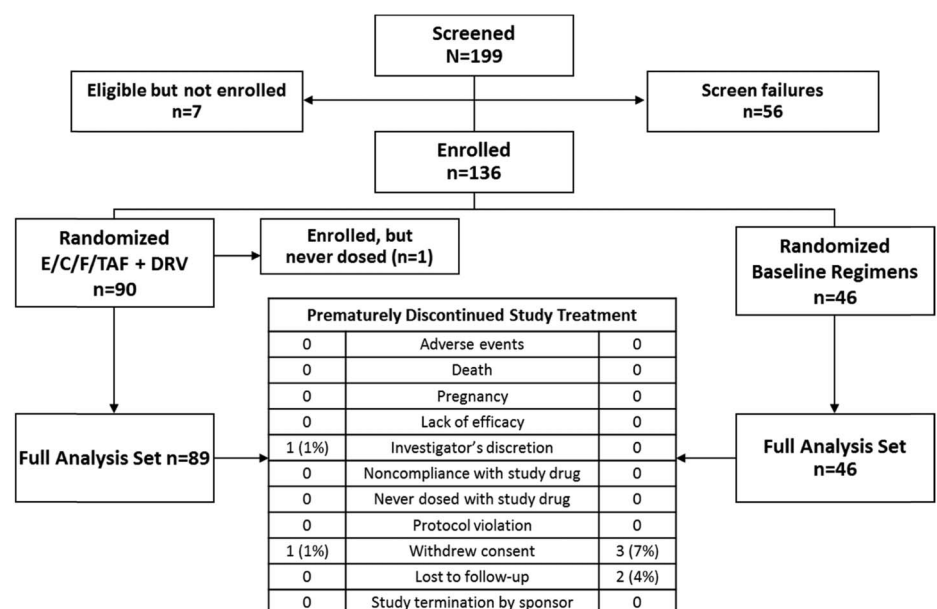 Screened
N=199
Eligible but not enrolled
n=7
Screen failures
n=56
Enrolled
n=136
Randomized
E/C/F/TAF + DRV
n=90
Enrolled, but
never dosed (n=1)
Randomized
Baseline Regimens
n=46
Prematurely Discontinued Study Treatment
0 Adverse events 0
0 Death 0
0 Pregnancy 0
0 Lack of efficacy 0
1 (1%) Investigator's discretion 0
0 Noncompliance with study drug 0
0 Never dosed with study drug 0
0 Protocol violation 0
1 (1%) Withdrew consent 3 (7%)
0 Lost to follow-up 2 (4%)
0 Study termination by sponsor 0
Full Analysis Set n=89
Full Analysis Set
n=46